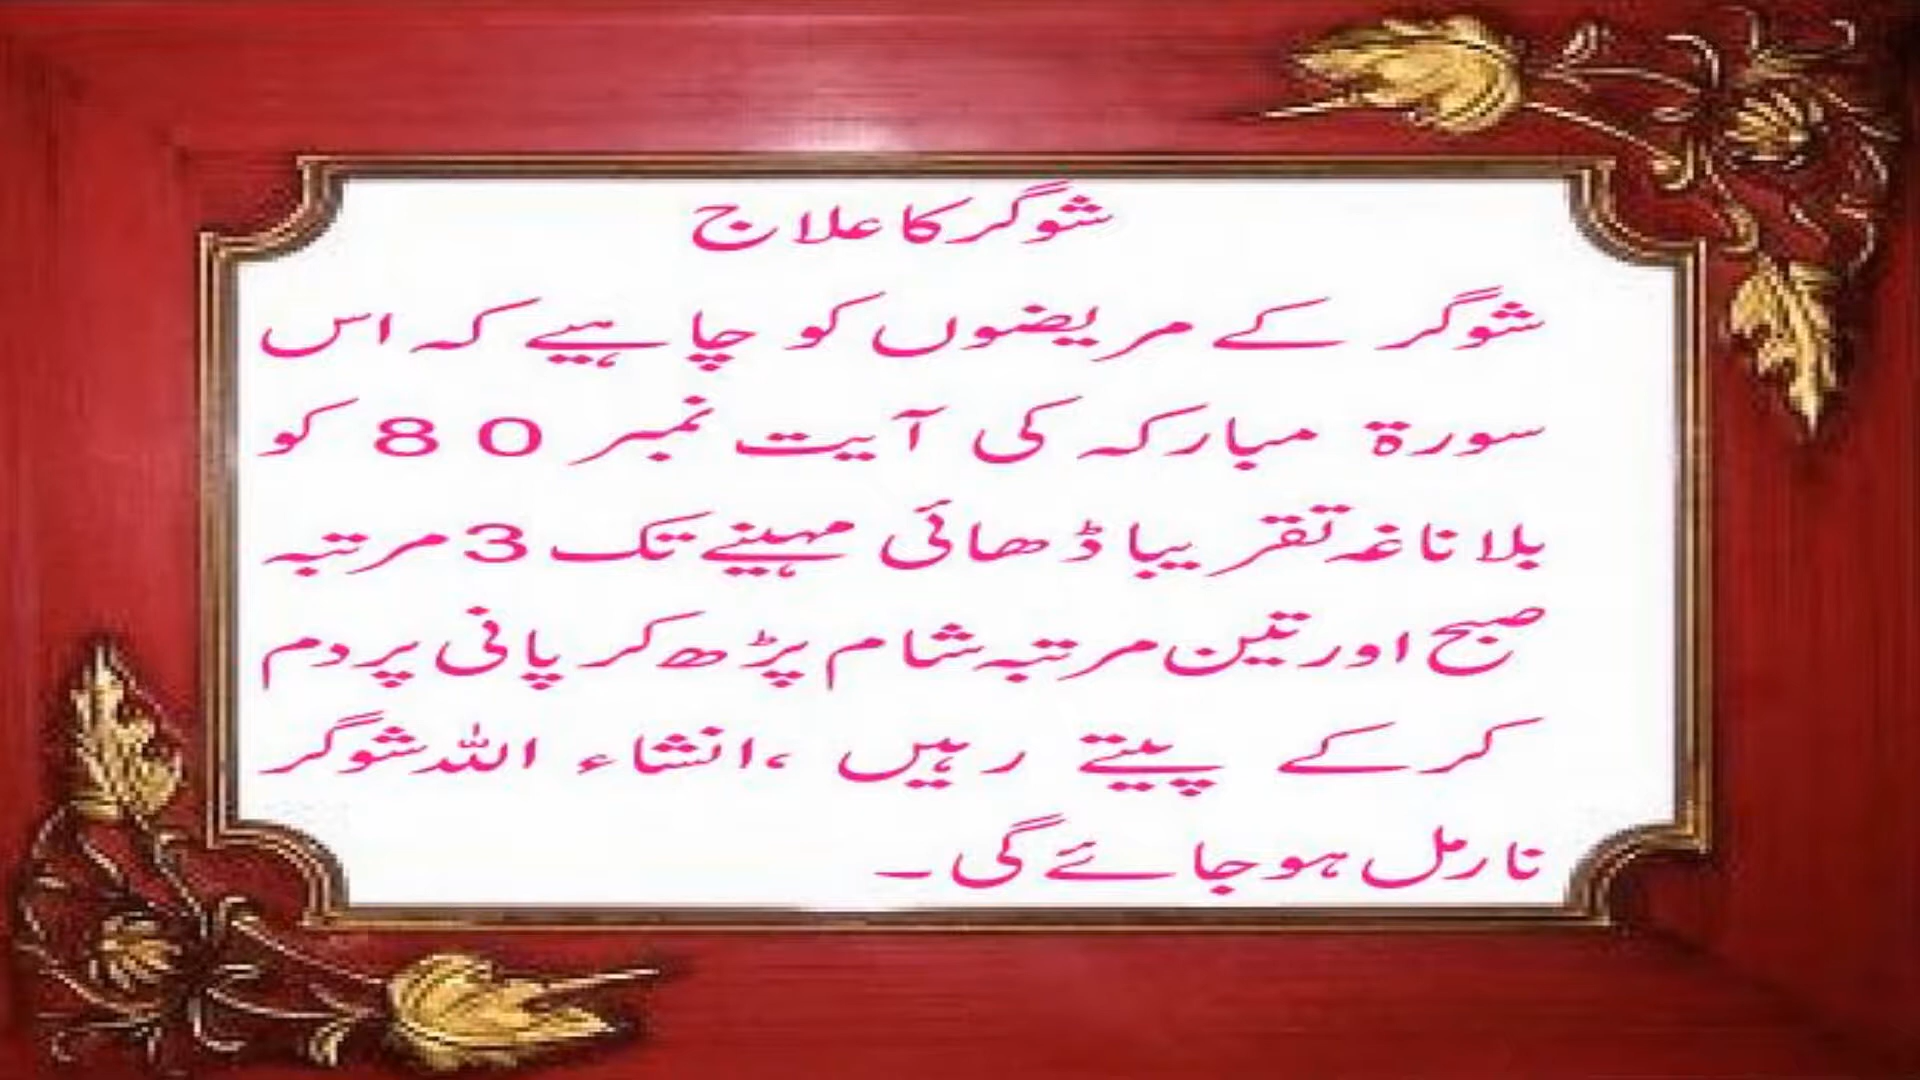 شوگر کا علاج
شوگر کے مریضوں کو چاہیے کہ اس
سورۃ مبارکہ کی آیت نمبر 80 کو
بلا ناغہ تقریبا ڈھائی مہینے تک 3 مرتبہ
صبح اور تین مرتبہ شام پڑھ کر پانی پر دم
کر کے پیتے رہیں ،انشاء اللہ شوگر
نارمل ہو جائے گی ۔